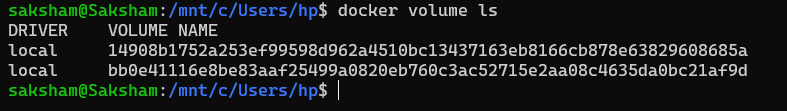 saksham@Saksham:/mnt/c/Users/hp$ docker volume ls
DRIVER    VOLUME NAME
local     14908b1752a253ef99598d962a4510bc13437163eb8166cb878e63829608685a
local     bb0e41116e8be83aaf25499a0820eb760c3ac52715e2aa08c4635da0bc21af9d
saksham@Saksham:/mnt/c/Users/hp$